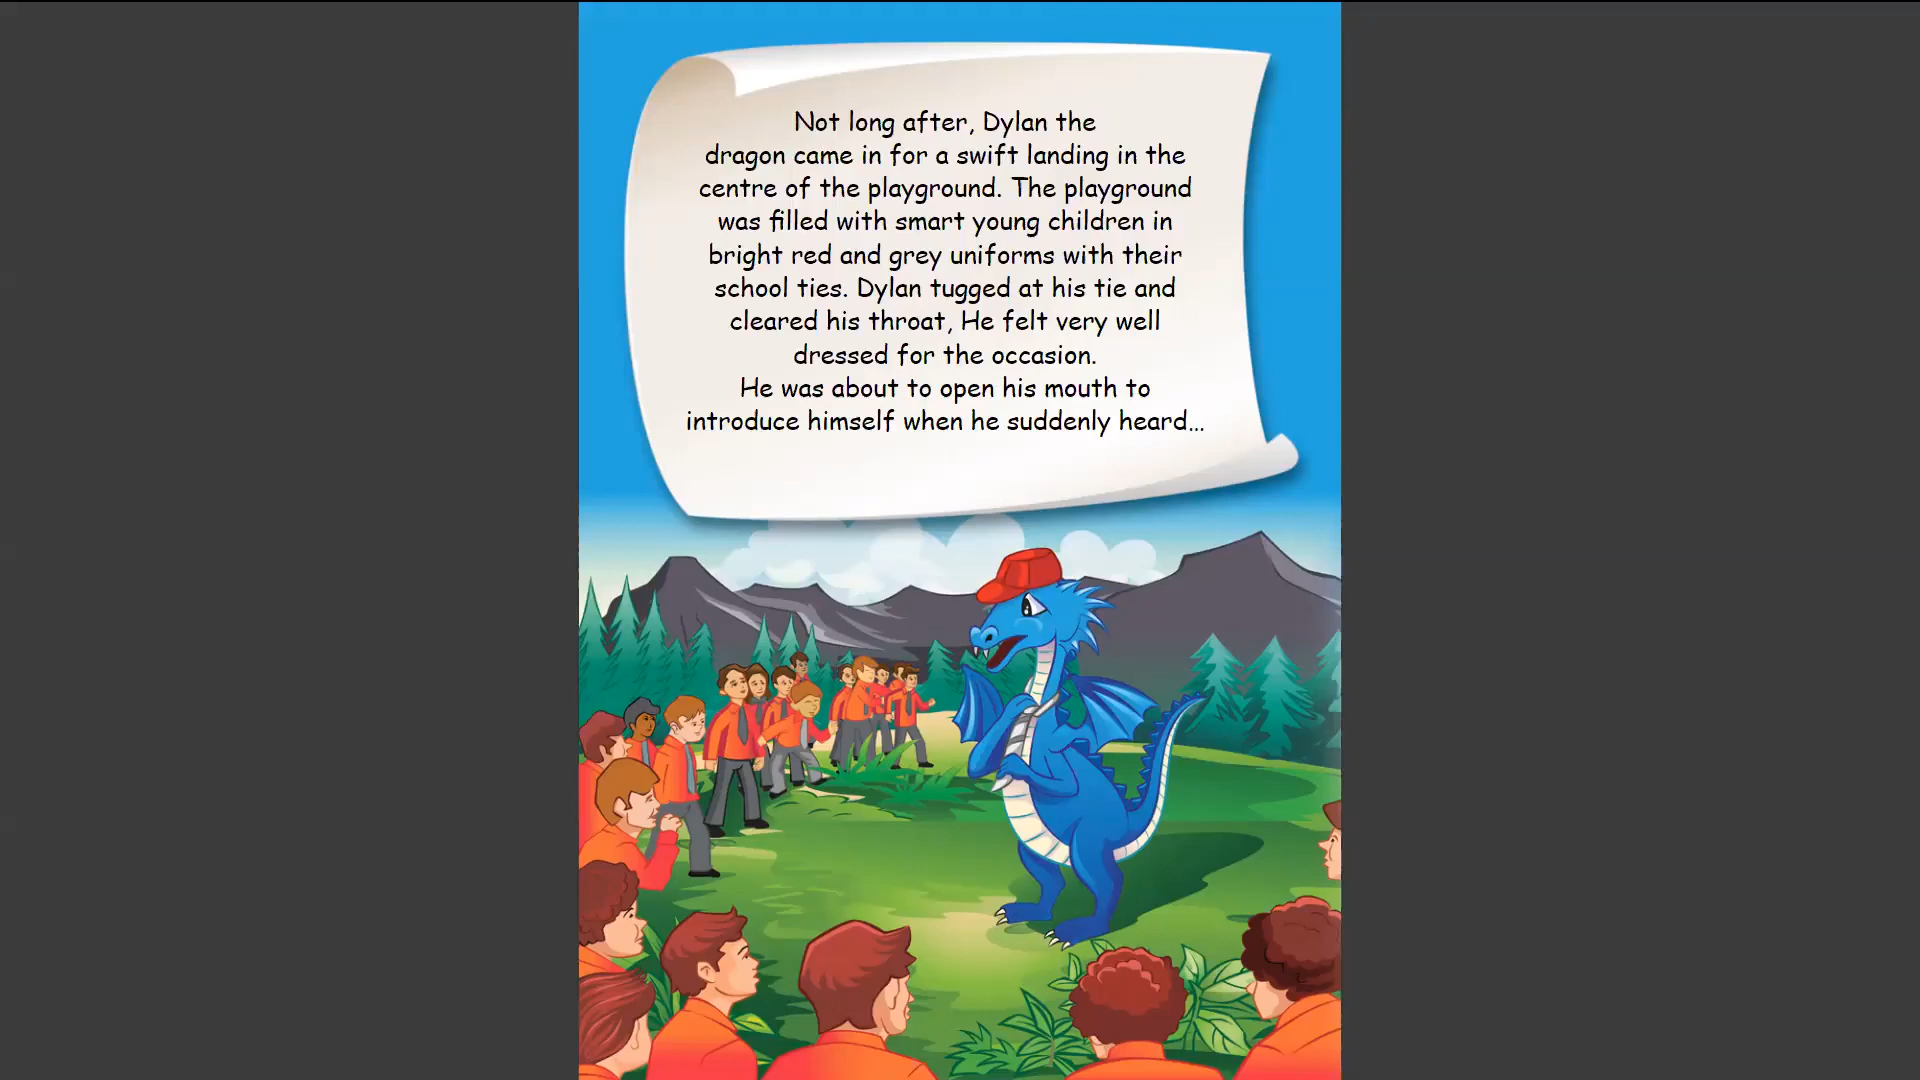 Not long after, Dylan the
dragon came in for a swift landing in the
centre of the playground. The playground
was filled with smart young children in
bright red and grey uniforms with their
school ties. Dylan tugged at his tie and
cleared his throat, He felt very well
dressed for the occasion.
He was about to open his mouth to
introduce himself when he suddenly heard...